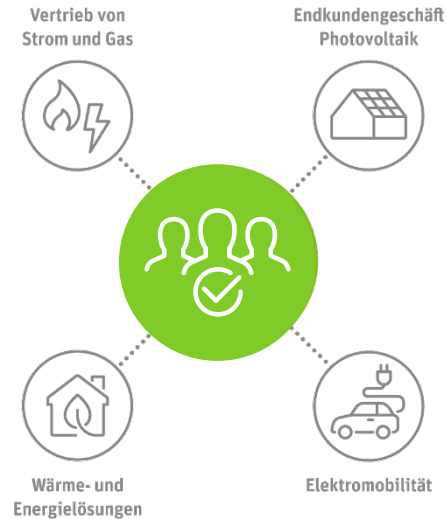 Vertrieb von
Strom und Gas
Endkundengeschäft
Photovoltaik
Wärme- und
Energielösungen
Elektromobilität